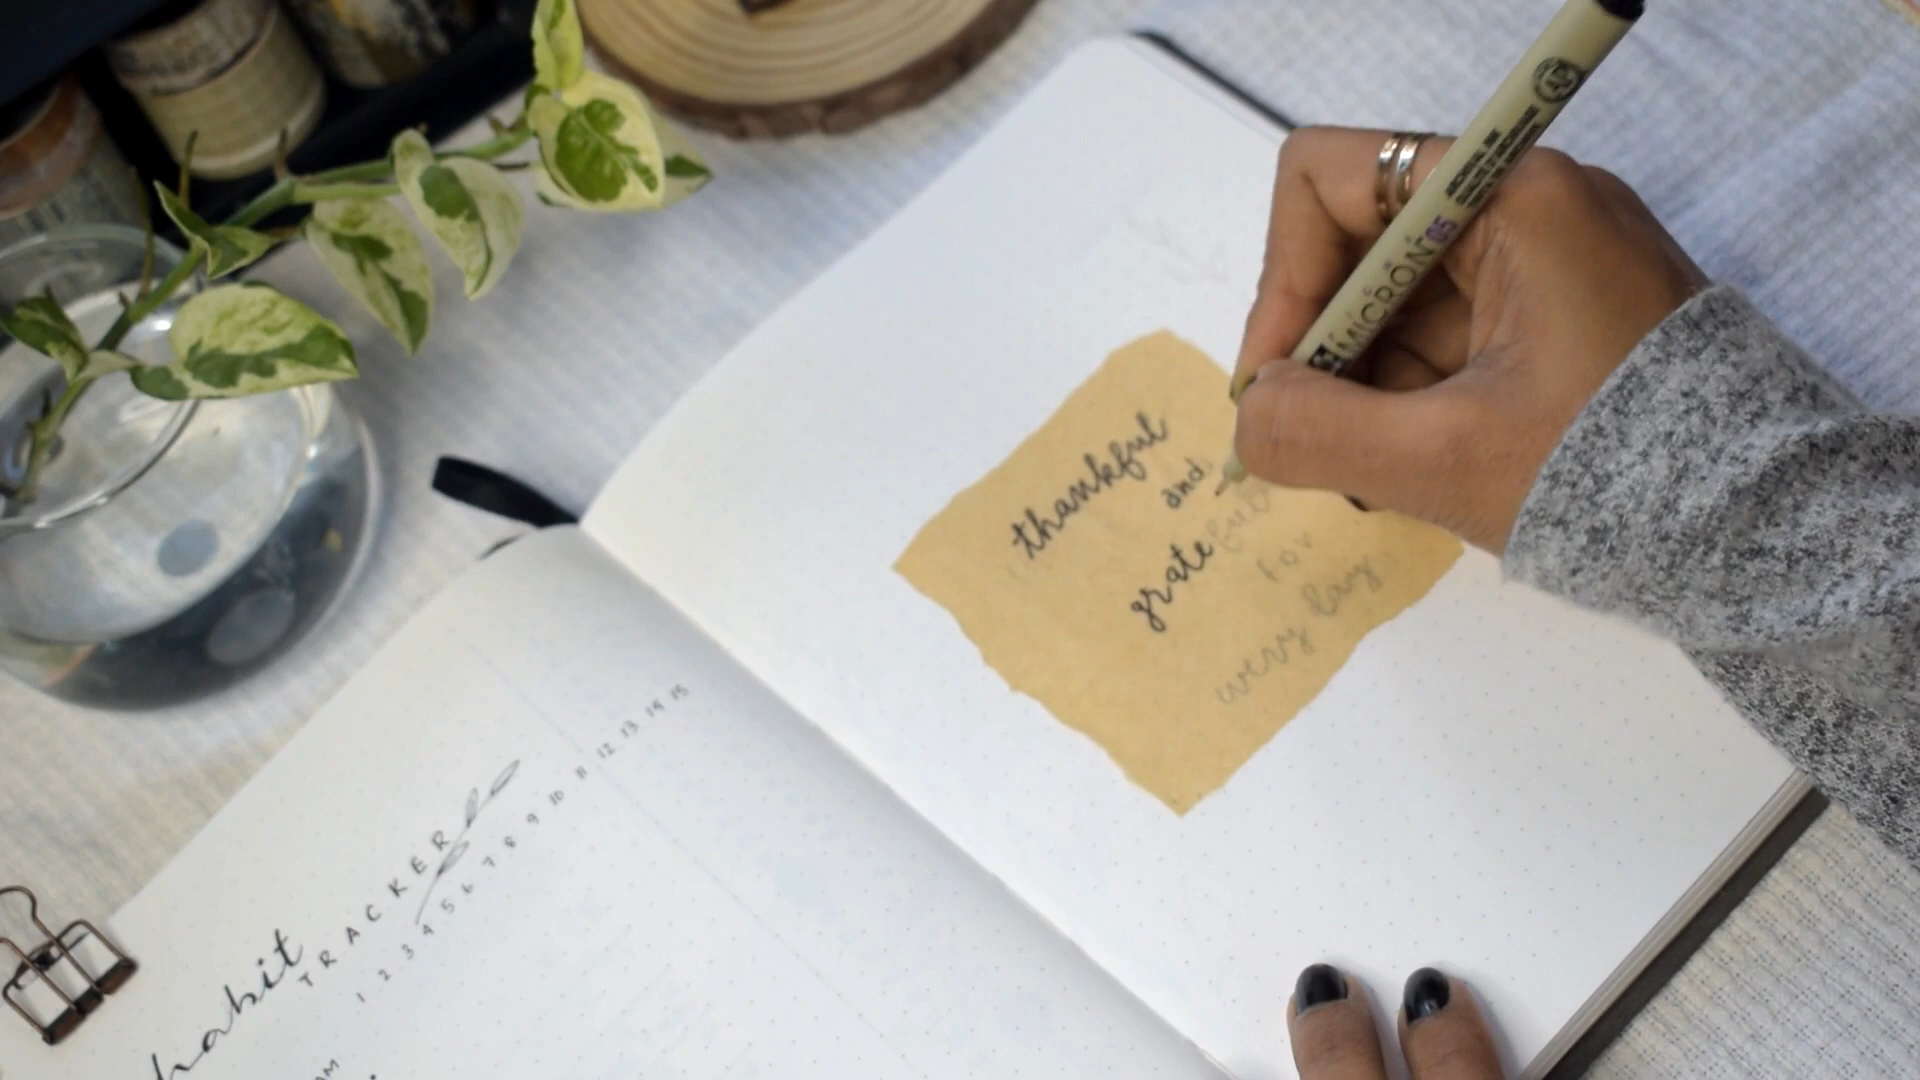 thankful
and
grateful
for
every day
habit
TRACKER
1 2 3 4 5 6 7 8 9 10 11 12 13 14 15
AM
MICRON 05